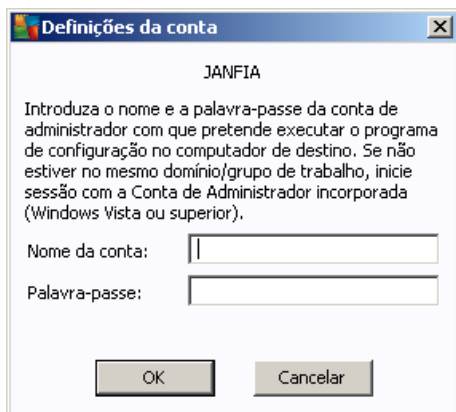 Definições da conta
JANFIA
Introduza o nome e a palavra-passe da conta de
administrador com que pretende executar o programa
de configuração no computador de destino. Se não
estiver no mesmo domínio/grupo de trabalho, inicie
sessão com a Conta de Administrador incorporada
(Windows Vista ou superior).
Nome da conta:
Palavra-passe:
OK Cancelar